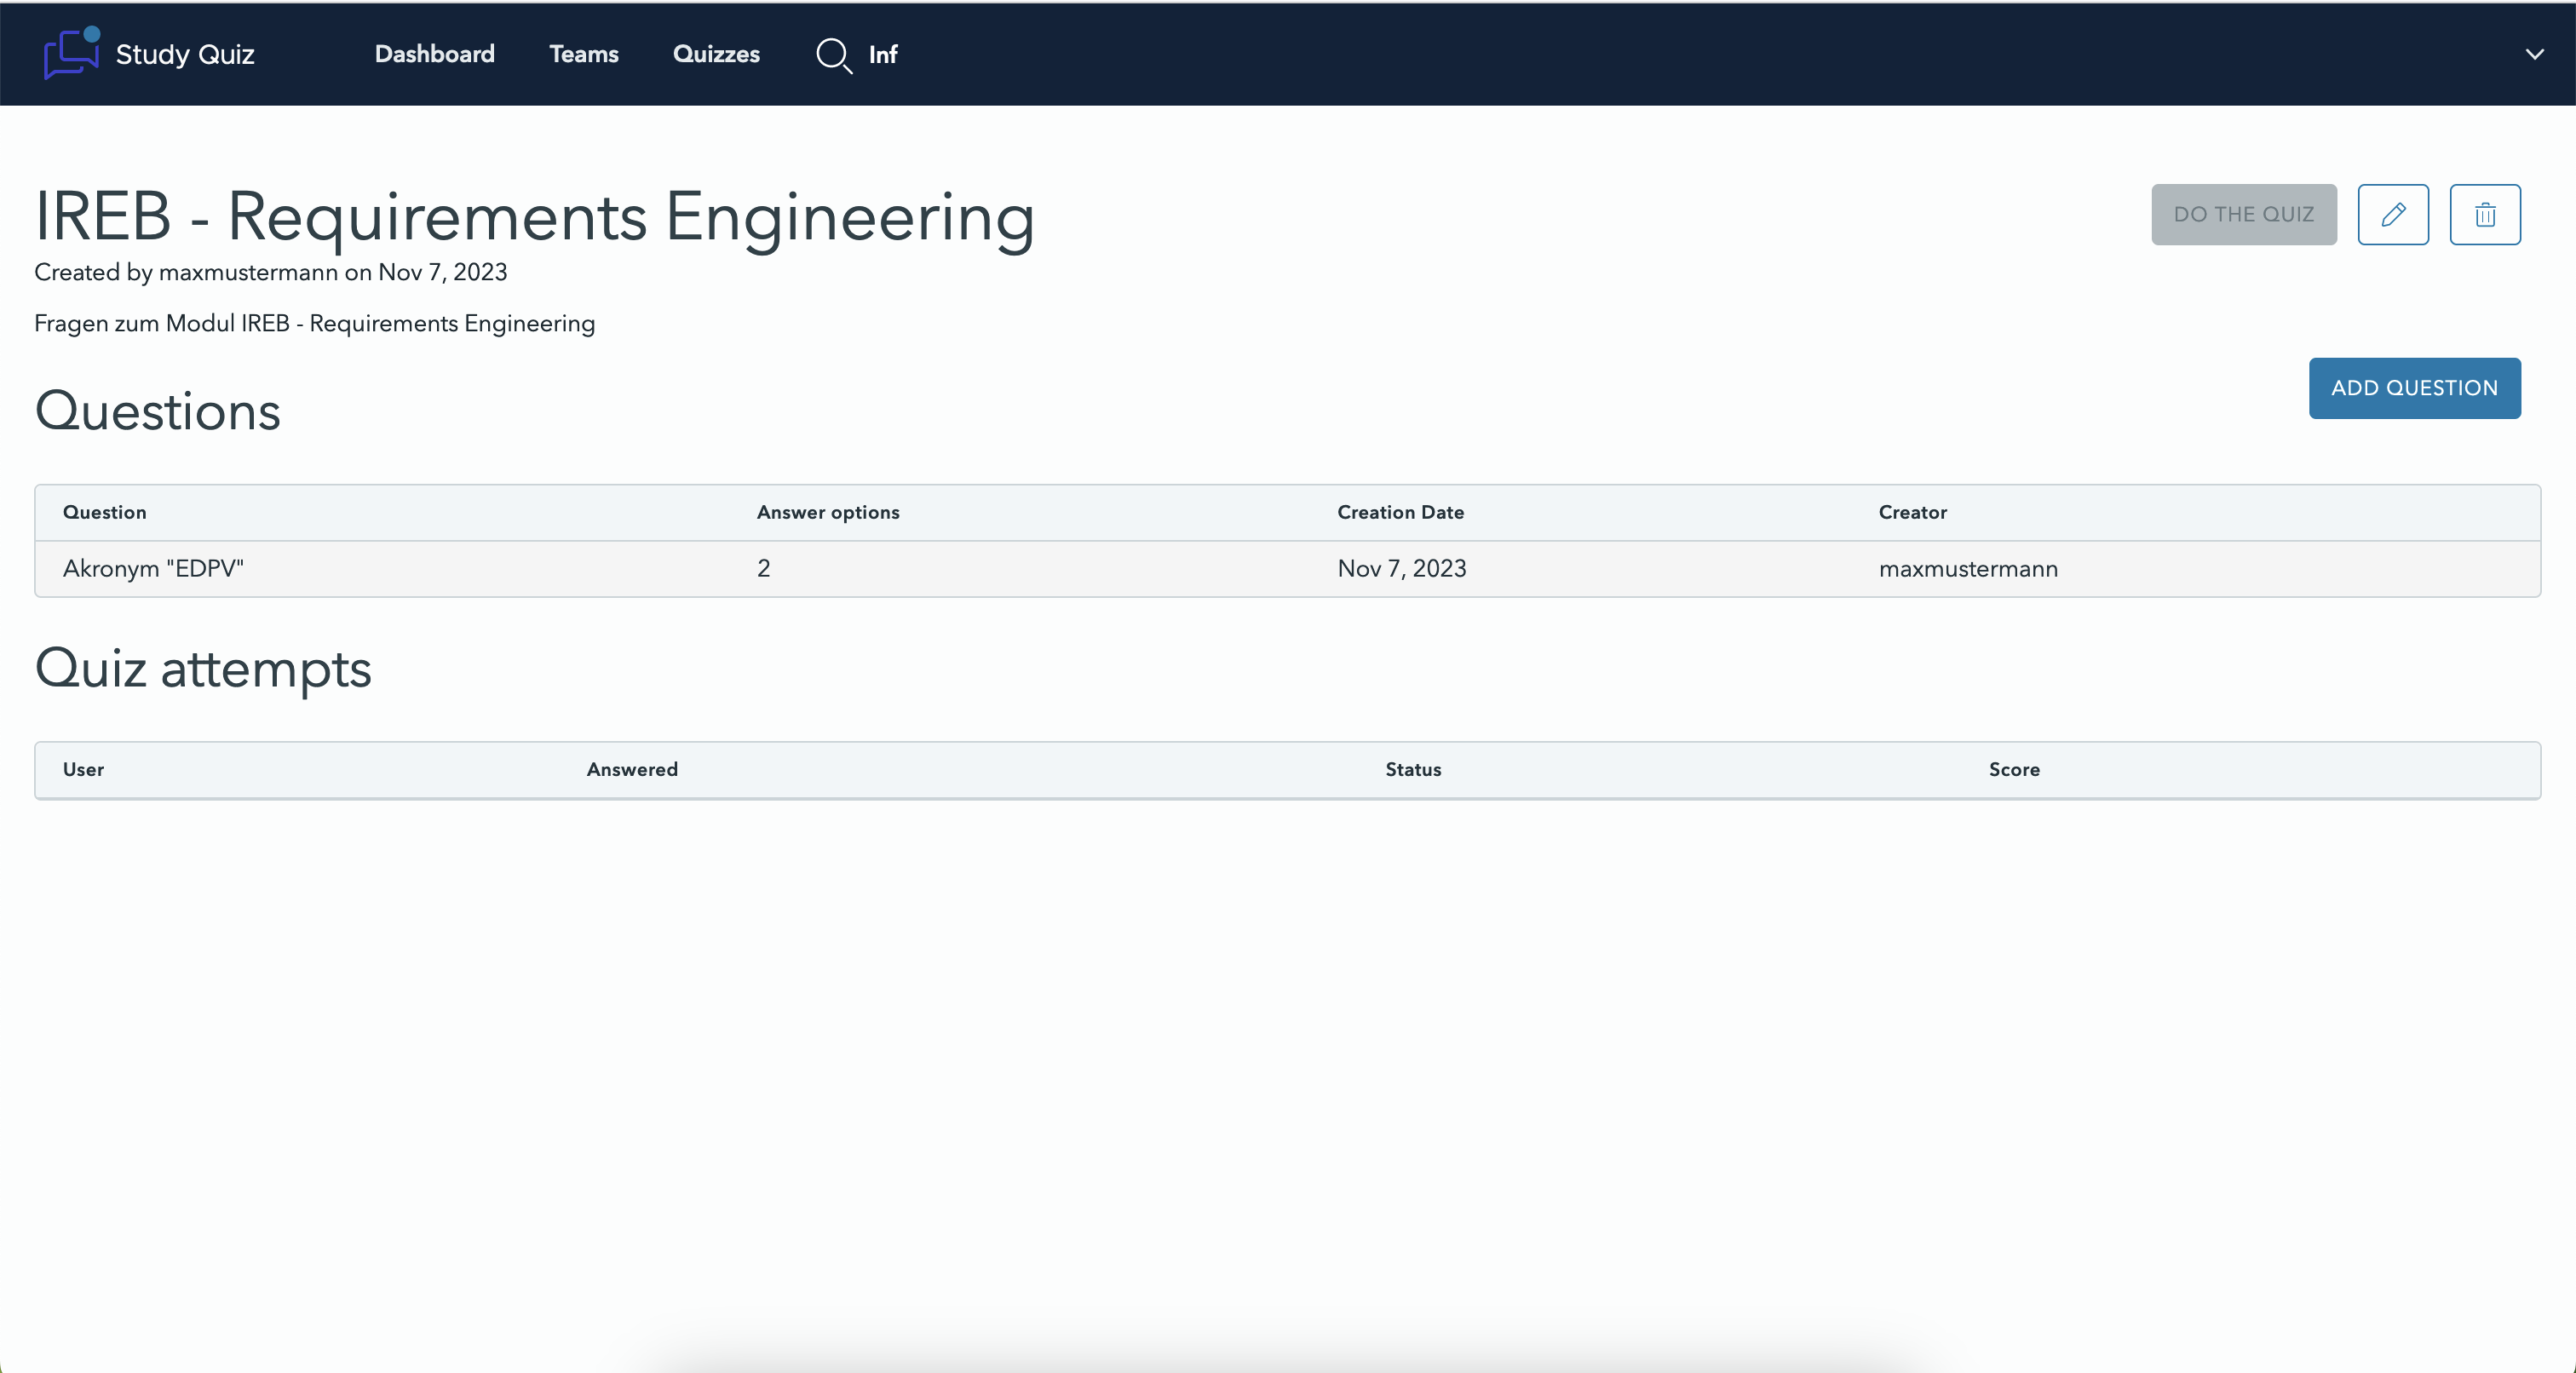 Study Quiz Dashboard Teams Quizzes Inf
IREB - Requirements Engineering
DO THE QUIZ
Created by maxmustermann on Nov 7, 2023
Fragen zum Modul IREB - Requirements Engineering
ADD QUESTION
Questions
Question Answer options Creation Date Creator
Akronym "EDPV" 2 Nov 7, 2023 maxmustermann
Quiz attempts
User Answered Status Score